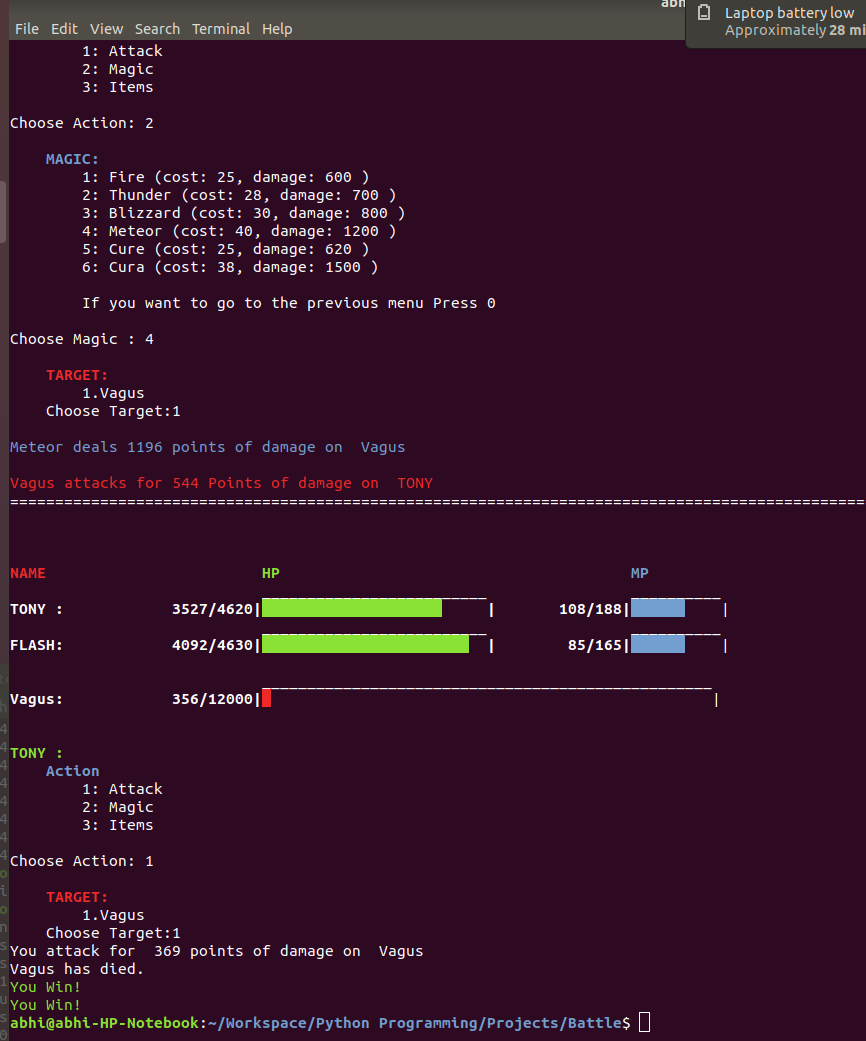 abh
Laptop battery low
Approximately 28 mi
File Edit View Search Terminal Help
1: Attack
2: Magic
3: Items
Choose Action: 2
MAGIC:
1: Fire (cost: 25, damage: 600 )
2: Thunder (cost: 28, damage: 700 )
3: Blizzard (cost: 30, damage: 800 )
4: Meteor (cost: 40, damage: 1200 )
5: Cure (cost: 25, damage: 620 )
6: Cura (cost: 38, damage: 1500 )
If you want to go to the previous menu Press 0
Choose Magic : 4
TARGET:
1.Vagus
Choose Target:1
Meteor deals 1196 points of damage on  Vagus
Vagus attacks for 544 Points of damage on  TONY
===============================================================================================
NAME HP MP
TONY : 3527/4620| | 108/188| |
FLASH: 4092/4630| | 85/165| |
Vagus: 356/12000| |
TONY :
Action
1: Attack
2: Magic
3: Items
Choose Action: 1
TARGET:
1.Vagus
Choose Target:1
You attack for  369 points of damage on  Vagus
Vagus has died.
You Win!
You Win!
abhi@abhi-HP-Notebook:~/Workspace/Python Programming/Projects/Battle$